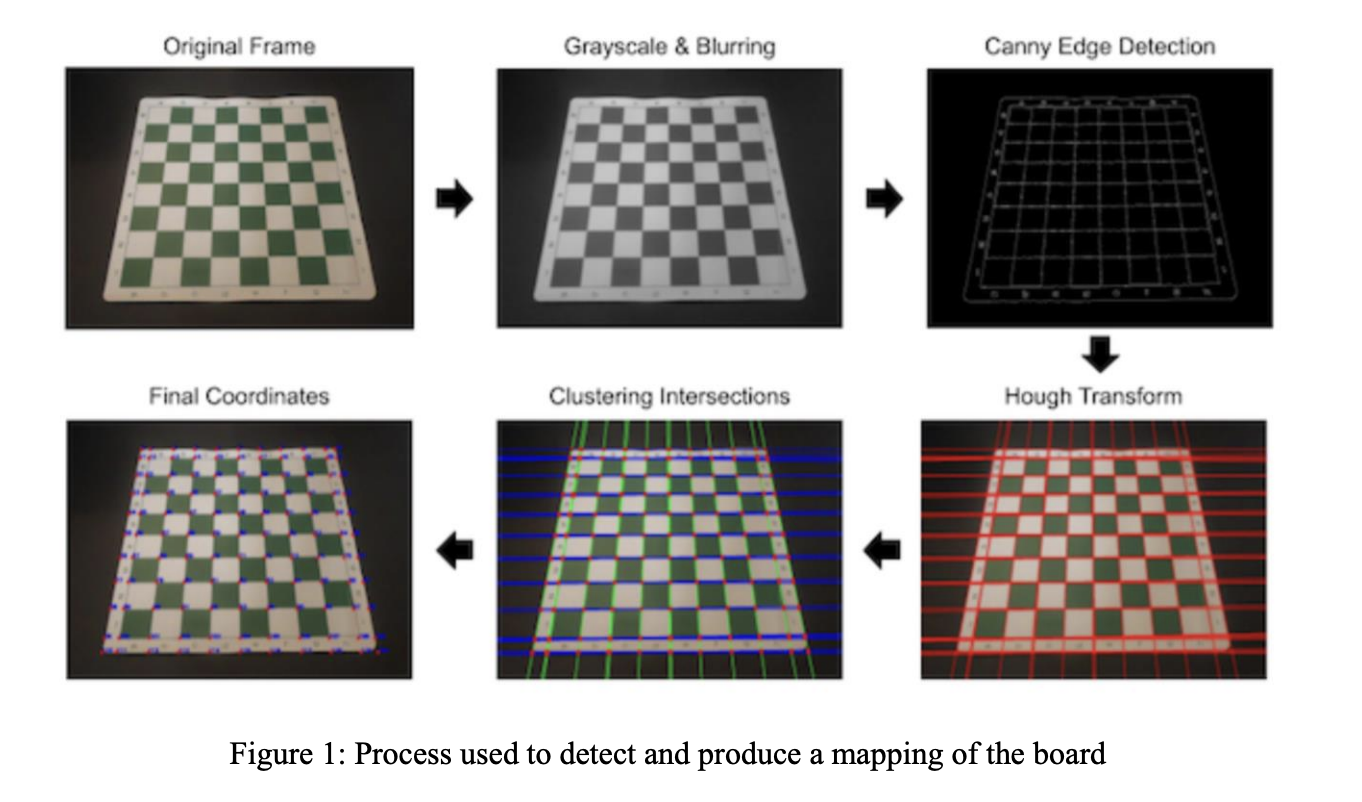 Original Frame
Grayscale & Blurring
Canny Edge Detection
Final Coordinates
Clustering Intersections
Hough Transform
Figure 1: Process used to detect and produce a mapping of the board